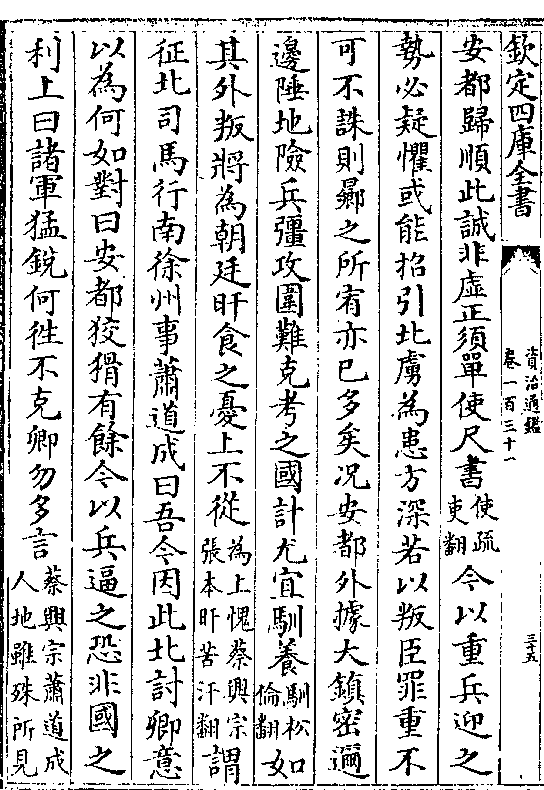 欽定四庫全書
資治通鑑
卷一百三十一
三十五
安都歸順此誠非虛正須單使尺書使疏吏翻今以重兵迎之
勢必疑懼或能招引北虜為患方深若以叛臣罪重不
可不誅則曏之所宥亦已多矣况安都外據大鎮密邇
邊陲地險兵彊攻圍難克考之國計尤宜馴養馴松倫翻如
其外叛將為朝廷旰食之憂上不從為上愧蔡興宗張本旰苦汗翻謂
征北司馬行南徐州事蕭道成曰吾今因此北討卿意
以為何如對曰安都狡猾有餘今以兵逼之恐非國之
利上曰諸軍猛銳何徃不克卿勿多言蔡興宗蕭道成人地雖殊所見